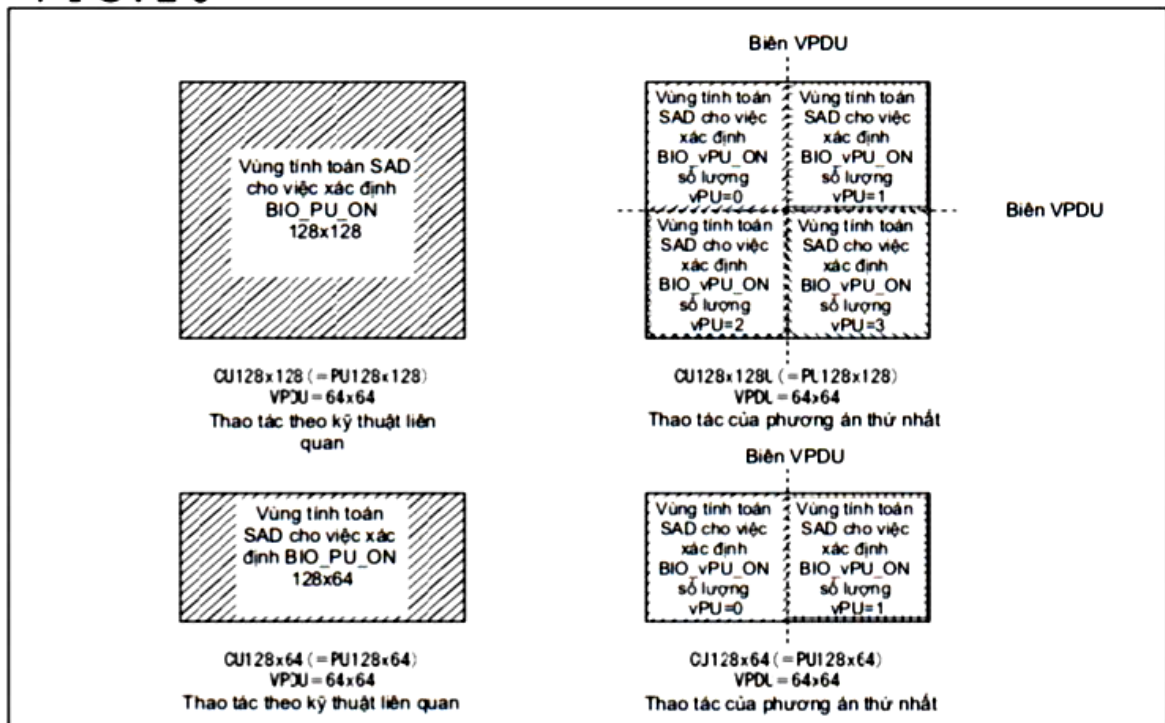 Biên VPDU
Vùng tính toán SAD
cho việc xác định
BIO_PU_ON
128x128
Vùng tính toán
SAD cho việc
xác định
BIO_vPU_ON
số lượng
vPU=0
Vùng tính toán
SAD cho việc
xác định
BIO_vPU_ON
số lượng
vPU=1
Biên VPDU
Vùng tính toán
SAD cho việc
xác định
BIO_vPU_ON
số lượng
vPU=2
Vùng tính toán
SAD cho việc
xác định
BIO_vPU_ON
số lượng
vPU=3
CU128x128 (=PU128x128)
VPDU=64x64
Thao tác theo kỹ thuật liên
quan
CU128x128U (=PU128x128)
VPDU=64x64
Thao tác của phương án thứ nhất
Biên VPDU
Vùng tính toán
SAD cho việc xác
định BIO_PU_ON
128x64
Vùng tính toán
SAD cho việc
xác định
BIO_vPU_ON
số lượng
vPU=0
Vùng tính toán
SAD cho việc
xác định
BIO_vPU_ON
số lượng
vPU=1
CU128x64 (=PU128x64)
VPDU=64x64
Thao tác theo kỹ thuật liên quan
CU128x64 (=PU128x64)
VPDU=64x64
Thao tác của phương án thứ nhất